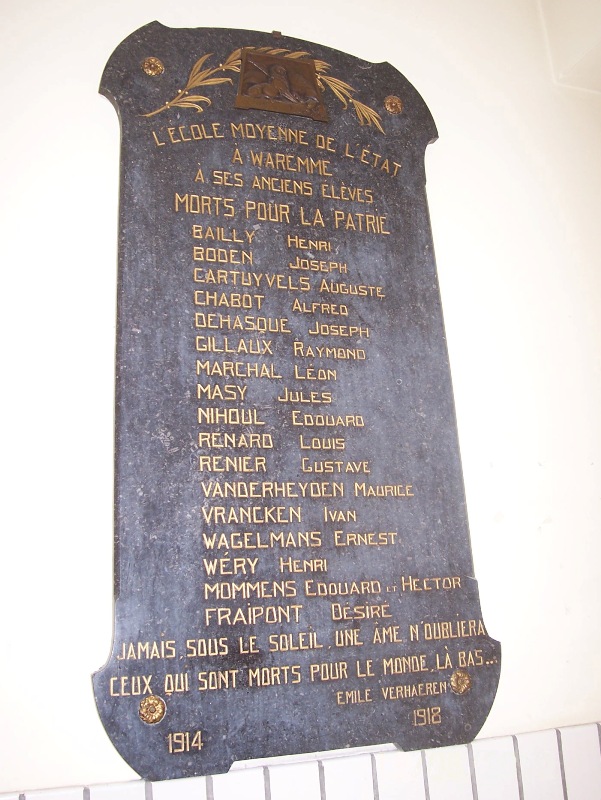 L'ECOLE MOYENNE DE L'ÉTAT
À WAREMME
À SES ANCIENS ÉLÈVES
MORTS POUR LA PATRIE
BAILLY HENRI
BODEN JOSEPH
CARTUYVELS AUGUSTE
CHABOT ALFRED
DEHASQUE JOSEPH
GILLAUX RAYMOND
MARCHAL LÉON
MASY JULES
NIHOUL EDOUARD
RENARD LOUIS
RENIER GUSTAVE
VANDERHEYDEN MAURICE
VRANCKEN IVAN
WAGELMANS ERNEST
WÉRY HENRI
MOMMENS EDOUARD ET HECTOR
FRAIPONT DÉSIRÉ
JAMAIS, SOUS LE SOLEIL, UNE ÂME N'OUBLIERA
CEUX QUI SONT MORTS POUR LE MONDE, LÀ BAS...
EMILE VERHAEREN
1914 1918